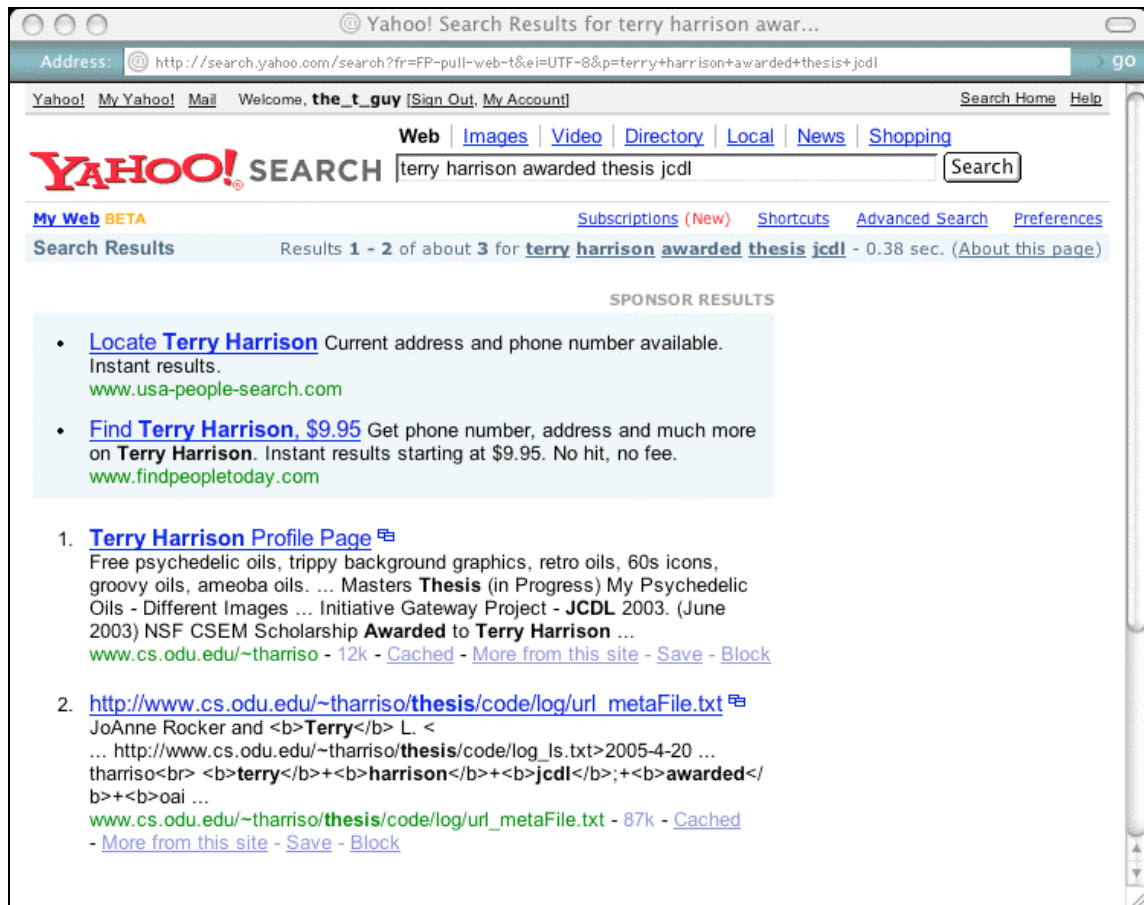 @ Yahoo! Search Results for terry harrison awar...
Address: @ http://search.yahoo.com/search?fr=FP-pull-web-t&ei=UTF-8&p=terry+harrison+awarded+thesis+jcdl go
Yahoo! My Yahoo! Mail Welcome, the_t_guy [Sign Out, My Account] Search Home Help
Web | Images | Video | Directory | Local | News | Shopping
YAHOO!® SEARCH terry harrison awarded thesis jcdl Search
My Web BETA Subscriptions (New) Shortcuts Advanced Search Preferences
Search Results Results 1 - 2 of about 3 for terry harrison awarded thesis jcdl - 0.38 sec. (About this page)
SPONSOR RESULTS
• Locate Terry Harrison Current address and phone number available.
Instant results.
www.usa-people-search.com
• Find Terry Harrison, $9.95 Get phone number, address and much more
on Terry Harrison. Instant results starting at $9.95. No hit, no fee.
www.findpeopletoday.com
1. Terry Harrison Profile Page
Free psychedelic oils, trippy background graphics, retro oils, 60s icons,
groovy oils, ameoba oils. ... Masters Thesis (in Progress) My Psychedelic
Oils - Different Images ... Initiative Gateway Project - JCDL 2003. (June
2003) NSF CSEM Scholarship Awarded to Terry Harrison ...
www.cs.odu.edu/~tharriso - 12k - Cached - More from this site - Save - Block
2. http://www.cs.odu.edu/~tharriso/thesis/code/log/url_metaFile.txt
JoAnne Rocker and <b>Terry</b> L. <
... http://www.cs.odu.edu/~tharriso/thesis/code/log_ls.txt>2005-4-20 ...
tharriso<br> <b>terry</b>+<b>harrison</b>+<b>jcdl</b>;+<b>awarded</
b>+<b>oai ...
www.cs.odu.edu/~tharriso/thesis/code/log/url_metaFile.txt - 87k - Cached
- More from this site - Save - Block